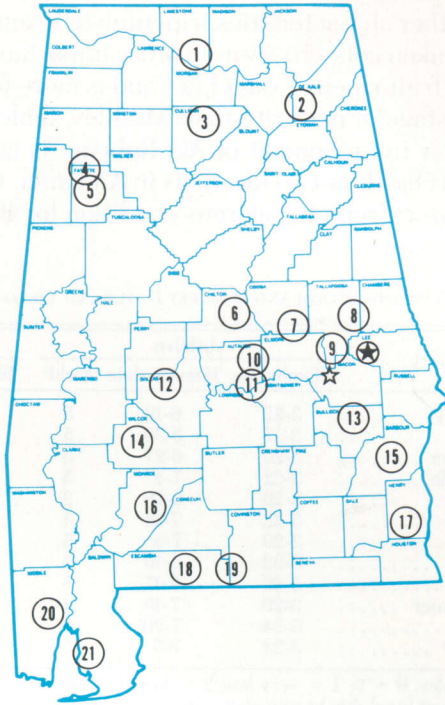 LAUDERDALE
LIMESTONE
MADISON
JACKSON
COLBERT
LAWRENCE
1
FRANKLIN
MORGAN
MARSHALL
DE KALB
2
CHEROKEE
MARION
WINSTON
CULLMAN
3
ETOWAH
BLOUNT
LAMAR
4
FAYETTE
WALKER
CALHOUN
5
JEFFERSON
SAINT CLAIR
CLEBURNE
PICKENS
TUSCALOOSA
SHELBY
TALLADEGA
CLAY
RANDOLPH
BIBB
GREENE
HALE
CHILTON
COOSA
TALLAPOOSA
CHAMBERS
6
7
8
SUMTER
PERRY
AUTAUGA
ELMORE
9
LEE
MACON
10
RUSSELL
MARENGO
12
11
LOWNDES
MONTGOMERY
CHOCTAW
WILCOX
BULLOCK
13
14
BARBOUR
CLARKE
BUTLER
CRENSHAW
PIKE
15
MONROE
HENRY
WASHINGTON
16
CONECUH
COFFEE
DALE
17
COVINGTON
HOUSTON
BALDWIN
ESCAMBIA
GENEVA
18
19
MOBILE
20
21